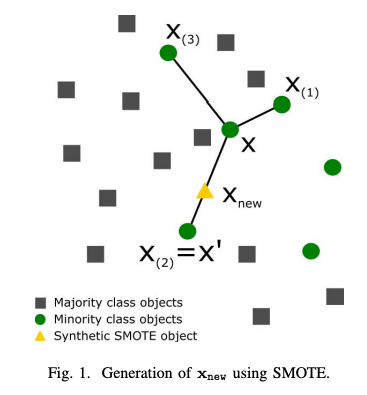 x(3)
x(1)
x
xnew
x(2)=x'
Majority class objects
Minority class objects
Synthetic SMOTE object
Fig. 1. Generation of xnew using SMOTE.